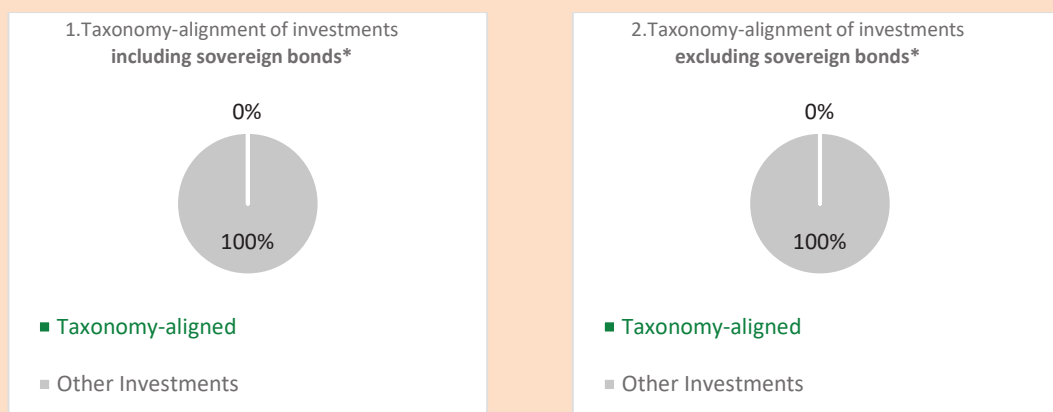 1.Taxonomy-alignment of investments
including sovereign bonds*
0%
100%
Taxonomy-aligned
Other Investments
2.Taxonomy-alignment of investments
excluding sovereign bonds*
0%
100%
Taxonomy-aligned
Other Investments